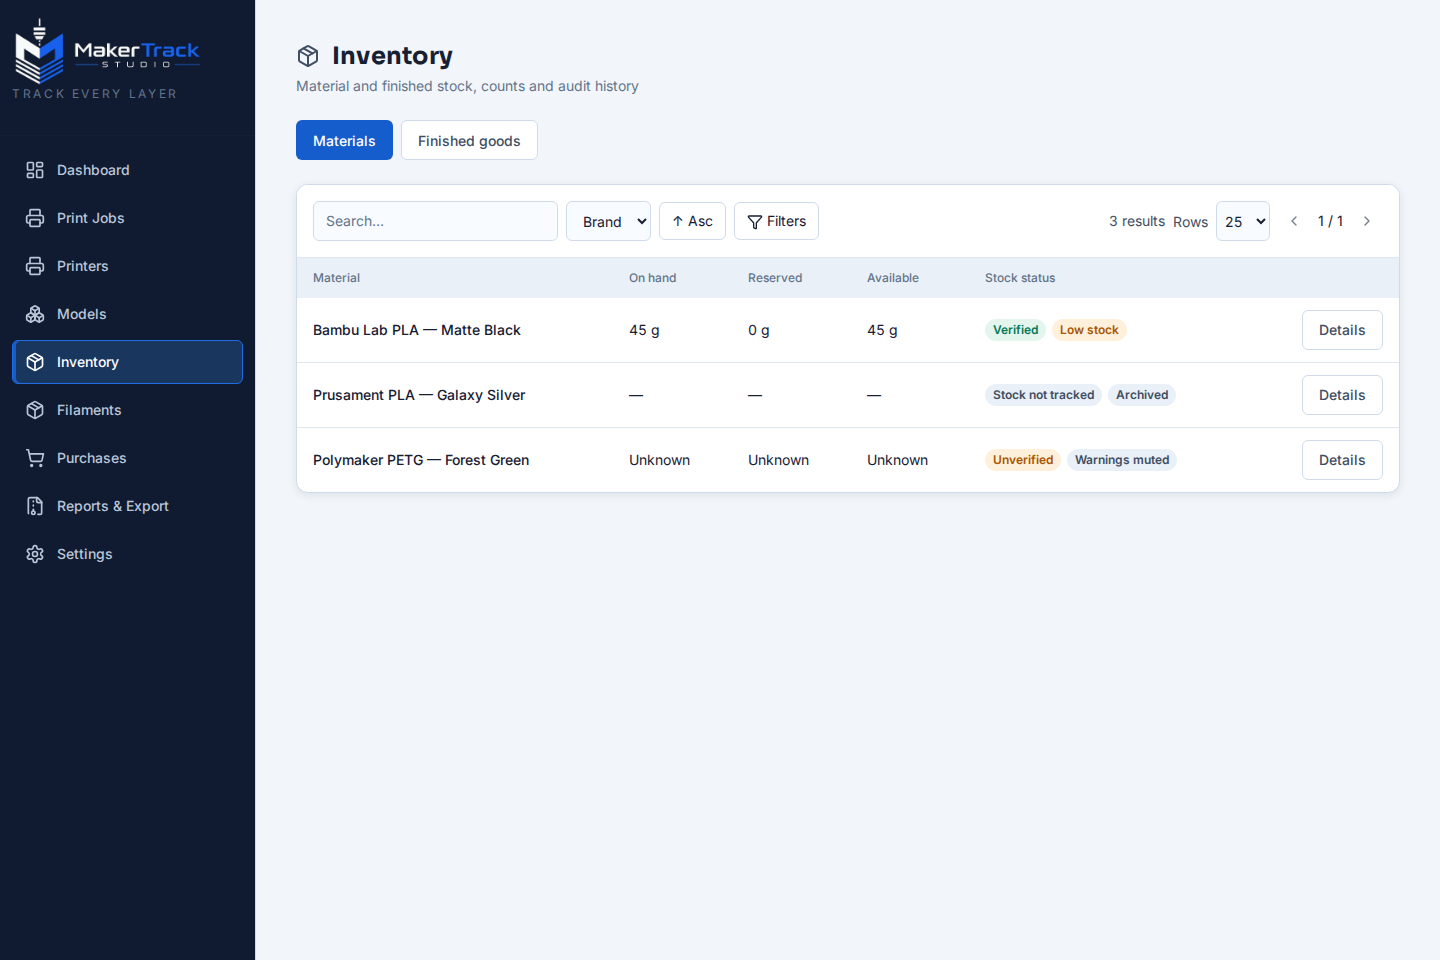 MakerTrack
STUDIO
TRACK EVERY LAYER
Dashboard
Print Jobs
Printers
Models
Inventory
Filaments
Purchases
Reports & Export
Settings
Inventory
Material and finished stock, counts and audit history
Materials Finished goods
Search... Brand ↑ Asc Filters 3 results Rows 25 1 / 1
Material On hand Reserved Available Stock status
Bambu Lab PLA — Matte Black 45 g 0 g 45 g Verified Low stock Details
Prusament PLA — Galaxy Silver — — — Stock not tracked Archived Details
Polymaker PETG — Forest Green Unknown Unknown Unknown Unverified Warnings muted Details